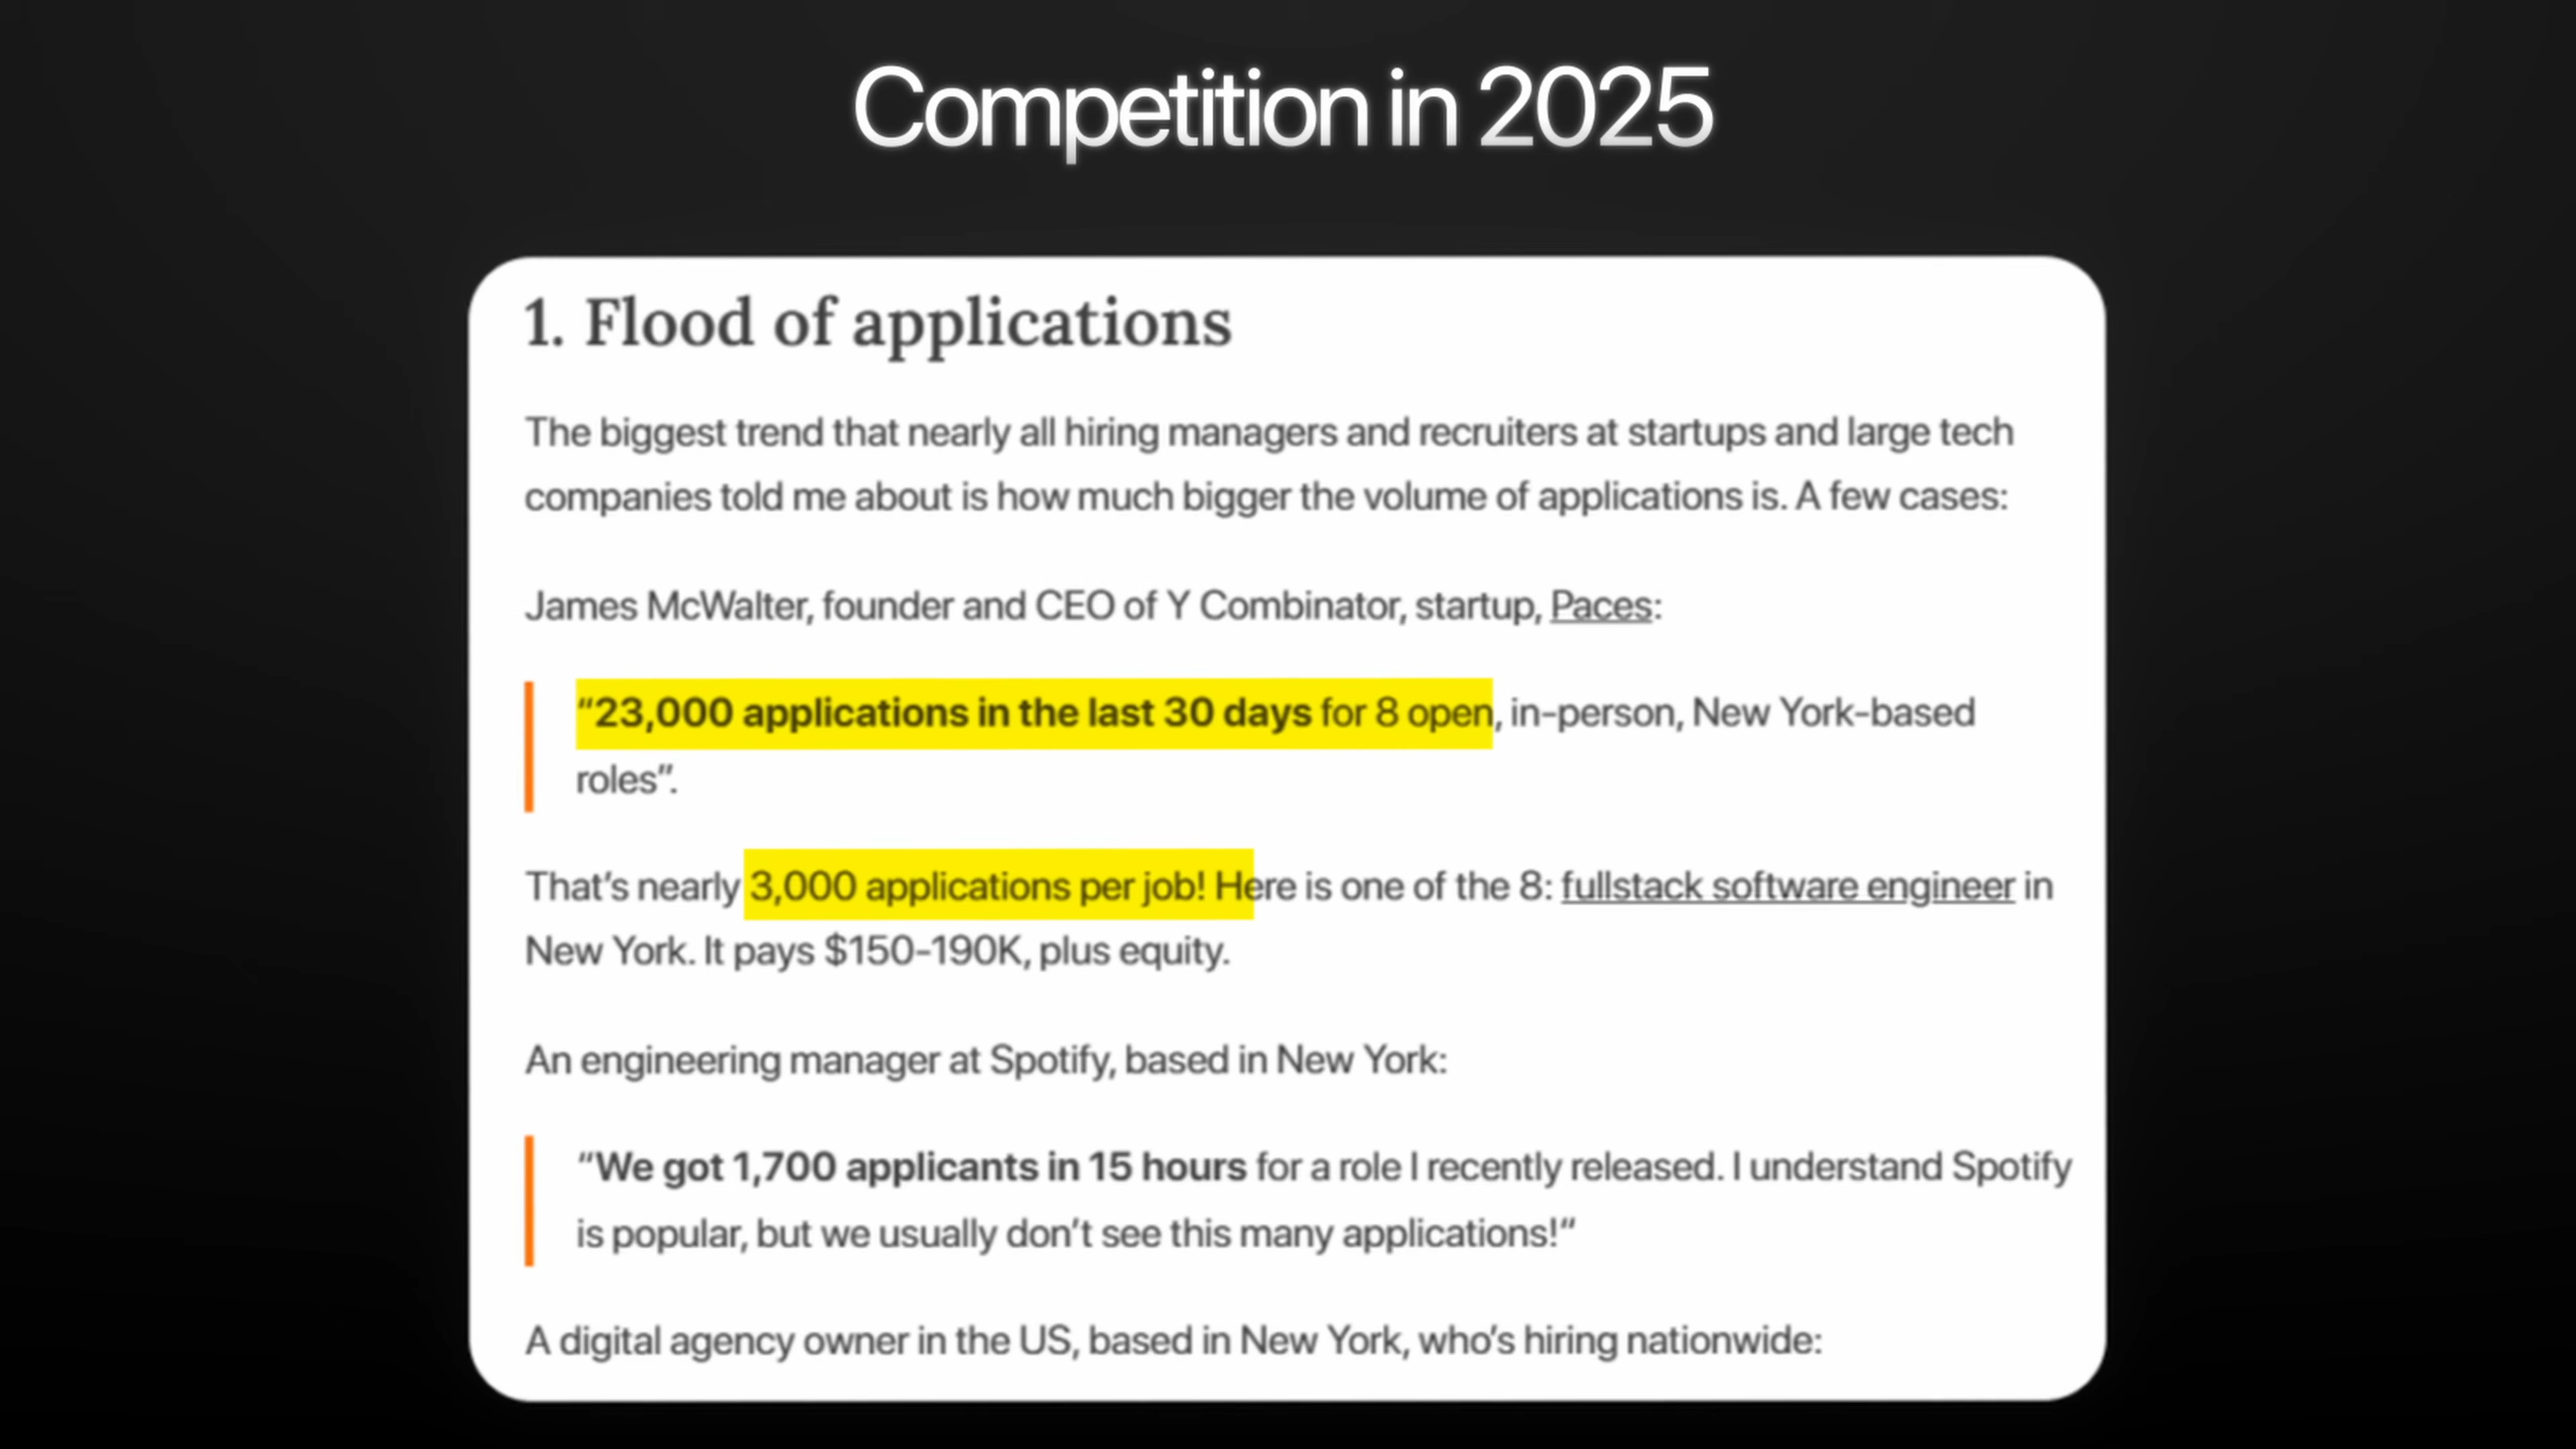 Competition in 2025
1. Flood of applications
The biggest trend that nearly all hiring managers and recruiters at startups and large tech
companies told me about is how much bigger the volume of applications is. A few cases:
James McWalter, founder and CEO of Y Combinator, startup, Paces:
“23,000 applications in the last 30 days for 8 open, in-person, New York-based
roles”.
That’s nearly 3,000 applications per job! Here is one of the 8: fullstack software engineer in
New York. It pays $150-190K, plus equity.
An engineering manager at Spotify, based in New York:
“We got 1,700 applicants in 15 hours for a role I recently released. I understand Spotify
is popular, but we usually don’t see this many applications!“
A digital agency owner in the US, based in New York, who’s hiring nationwide: